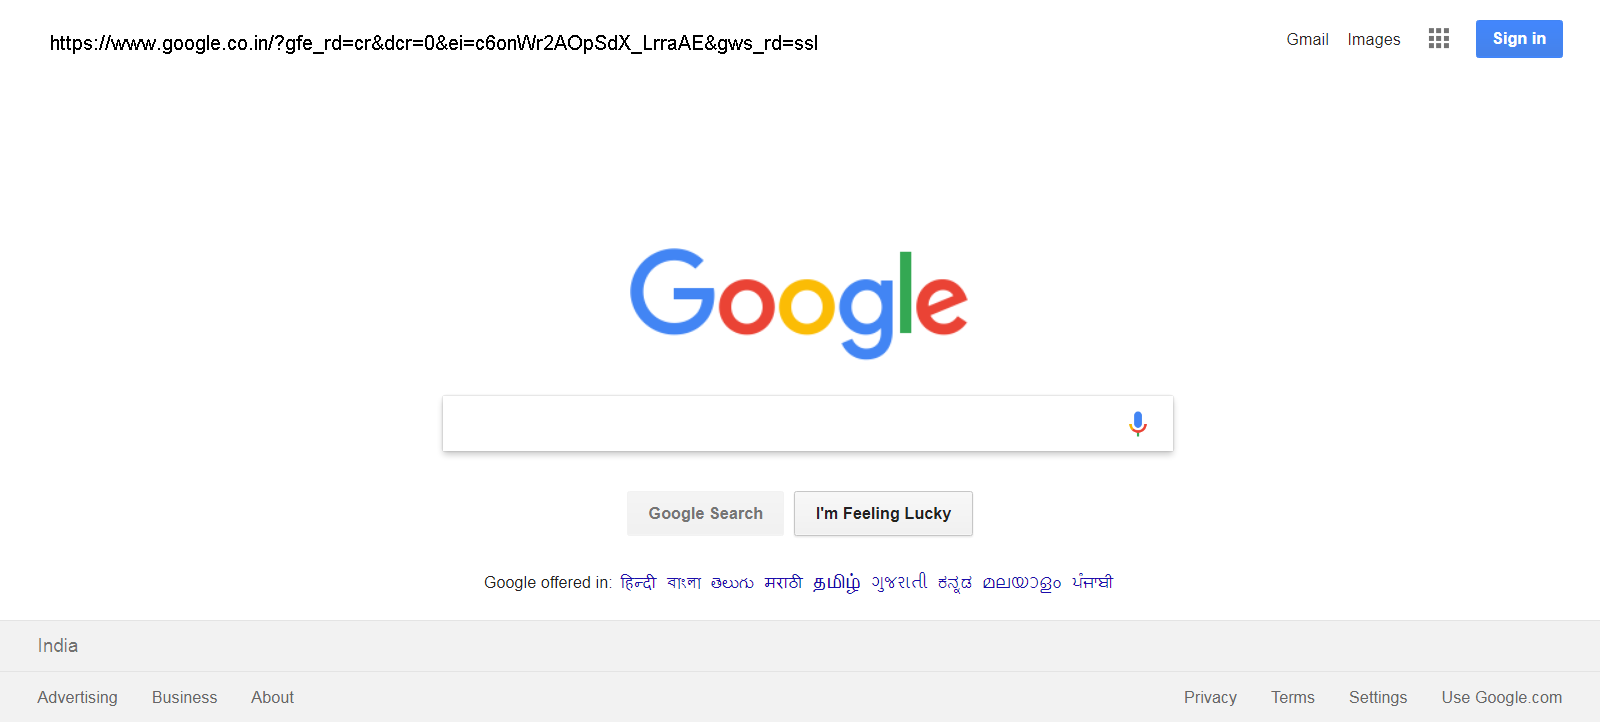 https://www.google.co.in/?gfe_rd=cr&dcr=0&ei=c6onWr2AOpSdX_LrraAE&gws_rd=ssl
Gmail Images Sign in
Google
Google Search I'm Feeling Lucky
Google offered in: हिन्दी বাংলা తెలుగు मराठी தமிழ் ગુજરાતી ಕನ್ನಡ മലയാളം ਪੰਜਾਬੀ
India
Advertising Business About Privacy Terms Settings Use Google.com